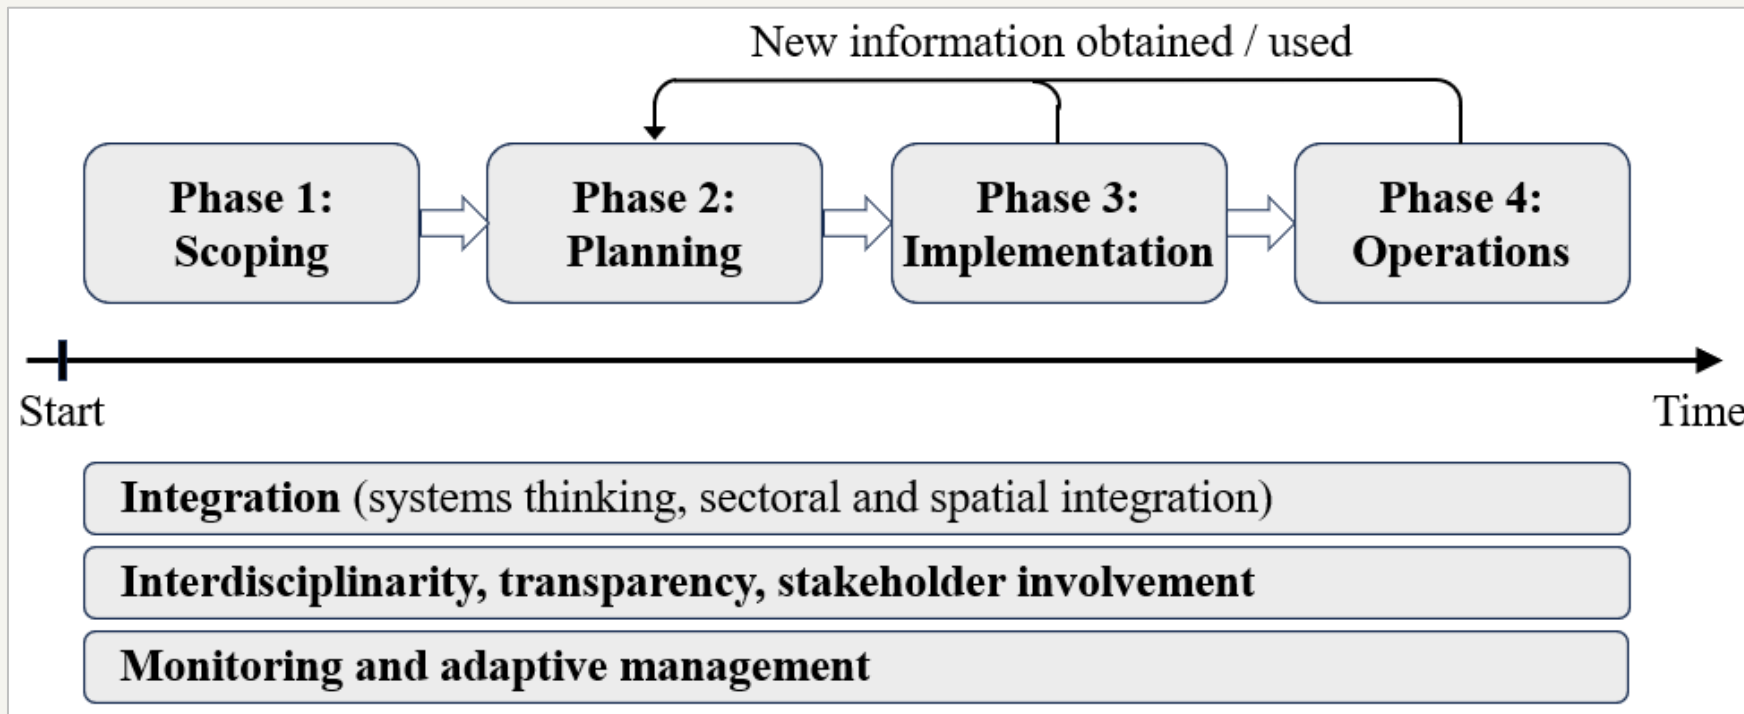 New information obtained / used
Phase 1:
Scoping
Phase 2:
Planning
Phase 3:
Implementation
Phase 4:
Operations
Start
Time
Integration (systems thinking, sectoral and spatial integration)
Interdisciplinarity, transparency, stakeholder involvement
Monitoring and adaptive management